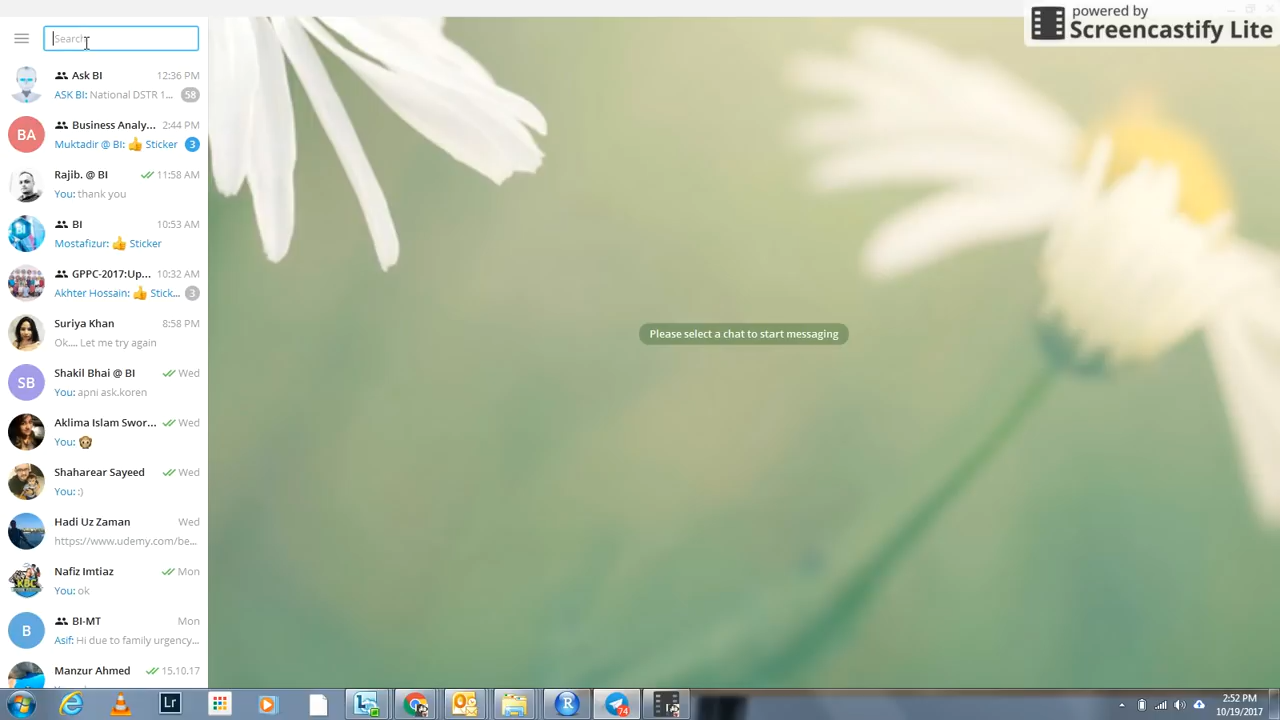 powered by
Screencastify Lite
Search
Ask BI 12:36 PM
ASK BI: National DSTR 1... 58
BA Business Analy... 2:44 PM
Muktadir @ BI: 👍 Sticker 3
Rajib. @ BI 11:58 AM
You: thank you
BI 10:53 AM
Mostafizur: 👍 Sticker
GPPC-2017:Up... 10:32 AM
Akhter Hossain: 👍 Stick... 3
Suriya Khan 8:58 PM
Ok.... Let me try again
SB Shakil Bhai @ BI Wed
You: apni ask.koren
Aklima Islam Swor... Wed
You: 🙊
Shaharear Sayeed Wed
You: :)
Hadi Uz Zaman Wed
https://www.udemy.com/be...
Nafiz Imtiaz Mon
You: ok
B BI-MT Mon
Asif: Hi due to family urgency...
Manzur Ahmed 15.10.17
Please select a chat to start messaging
Lr
R
74
2:52 PM
10/19/2017